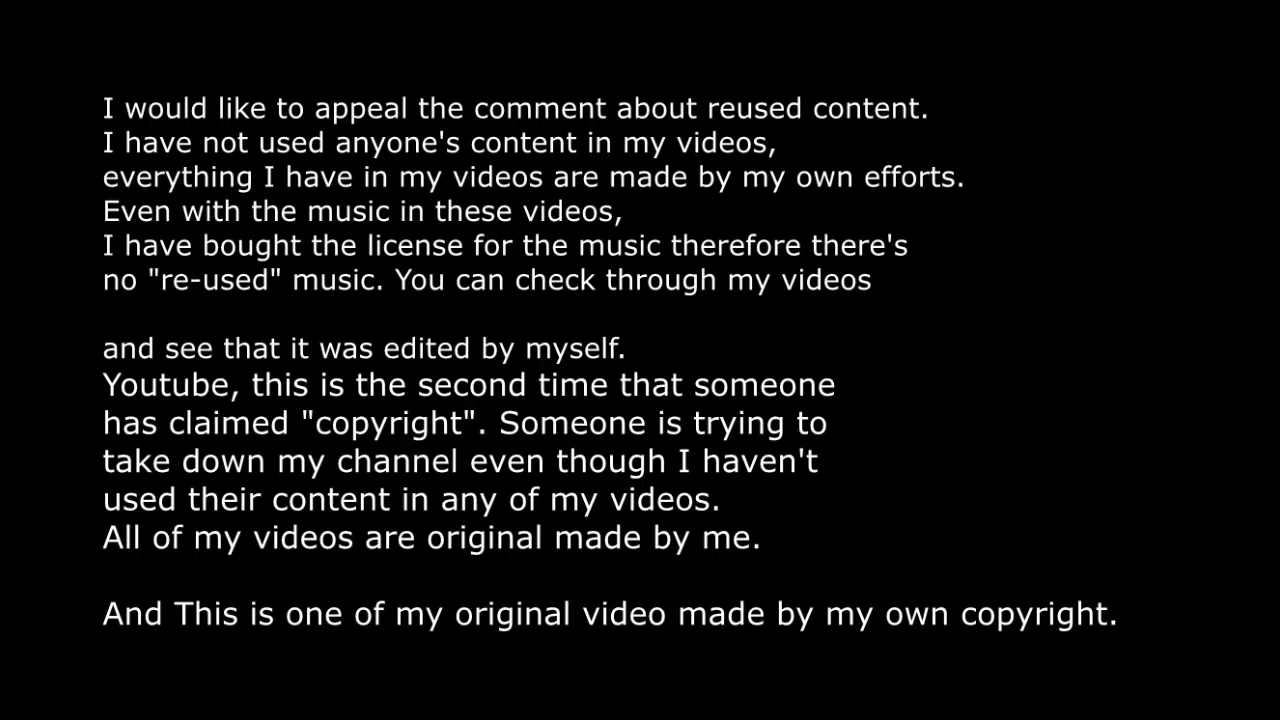 I would like to appeal the comment about reused content.
I have not used anyone's content in my videos,
everything I have in my videos are made by my own efforts.
Even with the music in these videos,
I have bought the license for the music therefore there's
no "re-used" music. You can check through my videos
and see that it was edited by myself.
Youtube, this is the second time that someone
has claimed "copyright". Someone is trying to
take down my channel even though I haven't
used their content in any of my videos.
All of my videos are original made by me.
And This is one of my original video made by my own copyright.